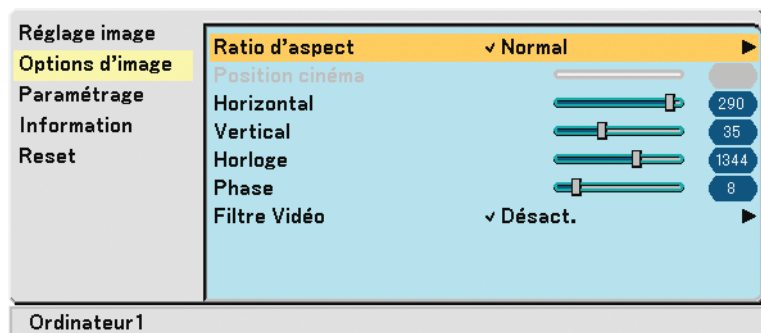 Réglage image
Options d'image
Paramétrage
Information
Reset
Ratio d'aspect ✓ Normal
Position cinéma
Horizontal 290
Vertical 35
Horloge 1344
Phase 8
Filtre Vidéo ✓ Désact.
Ordinateur1